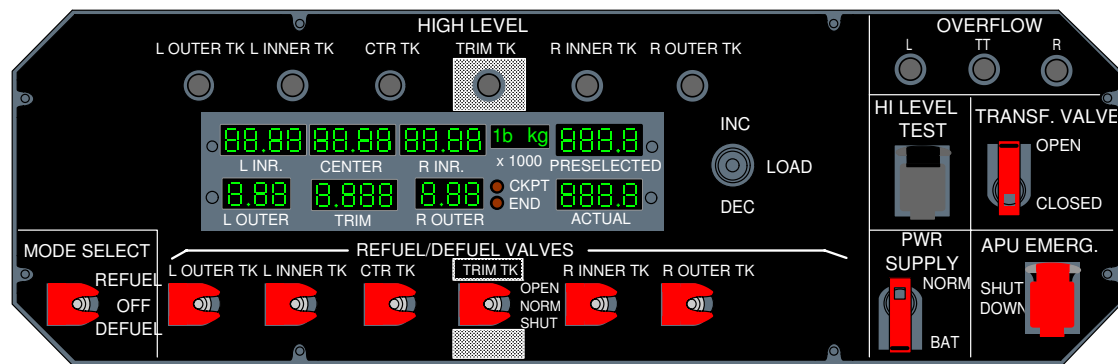 HIGH LEVEL
L OUTER TK L INNER TK CTR TK TRIM TK R INNER TK R OUTER TK
OVERFLOW
L TT R
88.88 88.88 88.88 1b kg 888.8
L INR. CENTER R INR. x 1000 PRESELECTED
8.88 8.888 8.88 CKPT 888.8
END
L OUTER TRIM R OUTER ACTUAL
INC
LOAD
DEC
HI LEVEL
TEST
TRANSF. VALVE
OPEN
CLOSED
MODE SELECT
REFUEL
OFF
DEFUEL
REFUEL/DEFUEL VALVES
L OUTER TK L INNER TK CTR TK TRIM TK R INNER TK R OUTER TK
OPEN
NORM
SHUT
PWR
SUPPLY
NORM
BAT
APU EMERG.
SHUT
DOWN